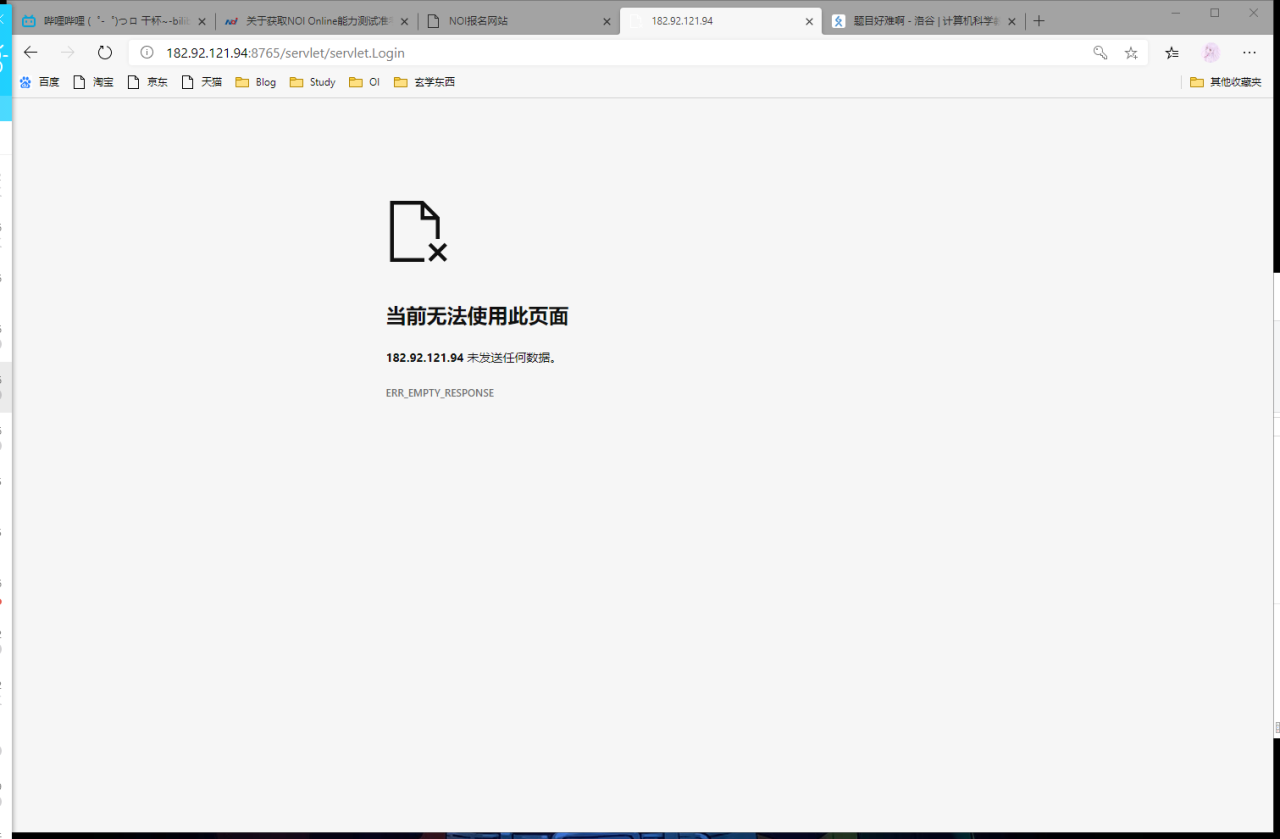 哔哩哔哩 (゜-゜)つロ 干杯~-bili
关于获取NOI Online能力测试准
NOI报名网站
182.92.121.94
题目好难啊 - 洛谷 | 计算机科学
182.92.121.94:8765/servlet/servlet.Login
百度
淘宝
京东
天猫
Blog
Study
OI
玄学东西
其他收藏夹
当前无法使用此页面
182.92.121.94 未发送任何数据。
ERR_EMPTY_RESPONSE